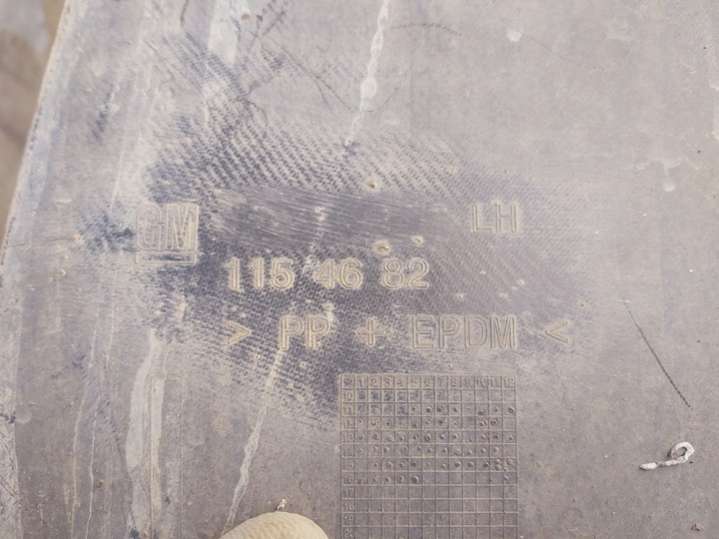 GM LH
115 46 82
> PP + EPDM <